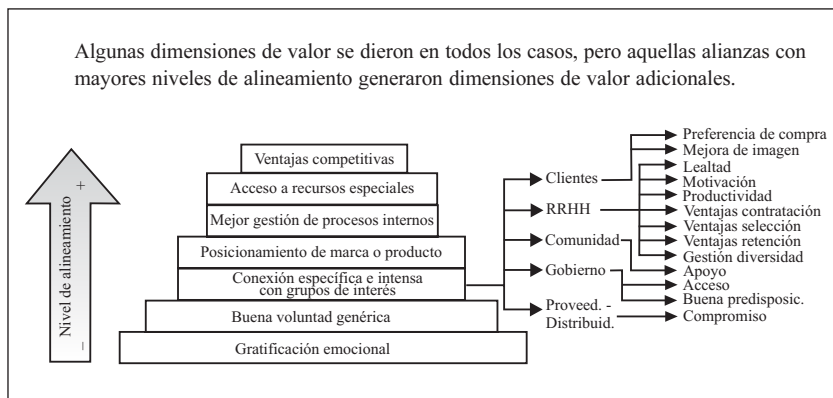 Algunas dimensiones de valor se dieron en todos los casos, pero aquellas alianzas con
mayores niveles de alineamiento generaron dimensiones de valor adicionales.
Nivel de alineamiento
+
–
Ventajas competitivas
Acceso a recursos especiales
Mejor gestión de procesos internos
Posicionamiento de marca o producto
Conexión específica e intensa
con grupos de interés
Buena voluntad genérica
Gratificación emocional
Clientes
RRHH
Comunidad
Gobierno
Proveed. -
Distribuid.
Preferencia de compra
Mejora de imagen
Lealtad
Motivación
Productividad
Ventajas contratación
Ventajas selección
Ventajas retención
Gestión diversidad
Apoyo
Acceso
Buena predisposic.
Compromiso